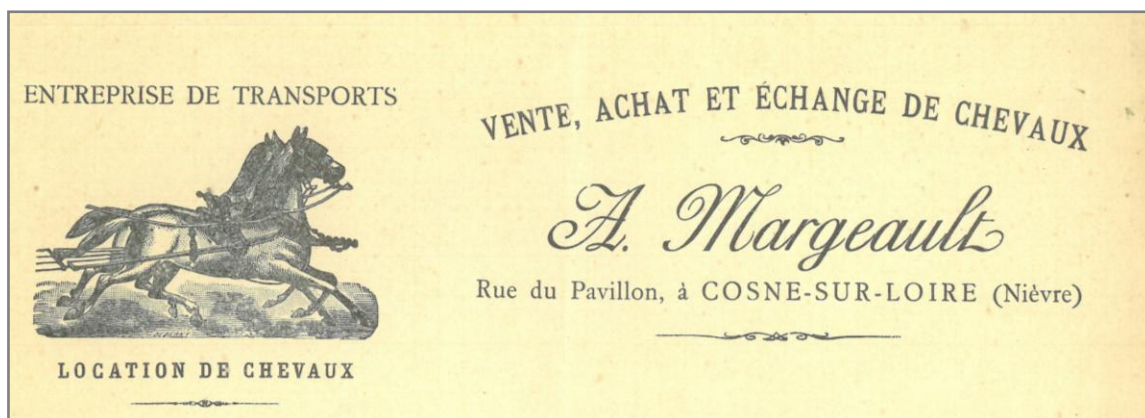 ENTREPRISE DE TRANSPORTS
LOCATION DE CHEVAUX
VENTE, ACHAT ET ÉCHANGE DE CHEVAUX
A. Margeault
Rue du Pavillon, à COSNE-SUR-LOIRE (Nièvre)